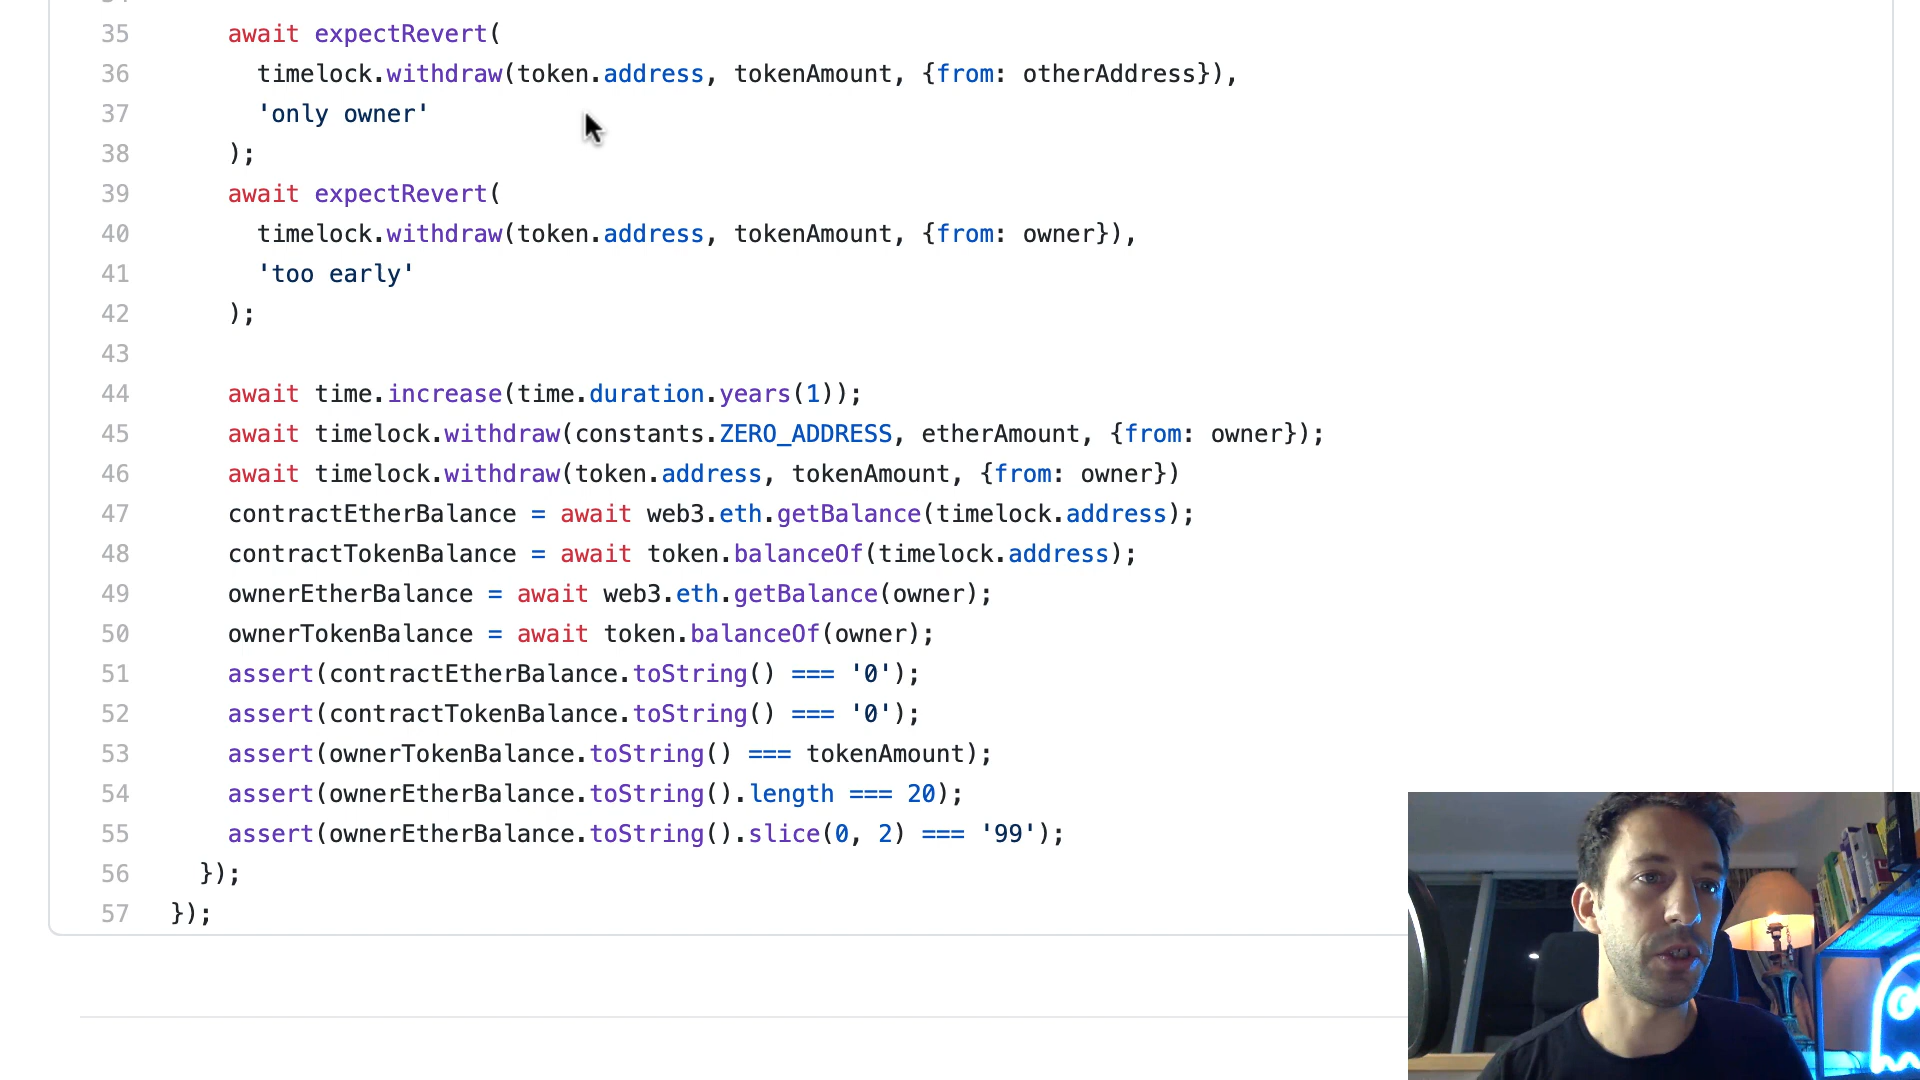 35 await expectRevert(
36 timelock.withdraw(token.address, tokenAmount, {from: otherAddress}),
37 'only owner'
38 );
39 await expectRevert(
40 timelock.withdraw(token.address, tokenAmount, {from: owner}),
41 'too early'
42 );
43
44 await time.increase(time.duration.years(1));
45 await timelock.withdraw(constants.ZERO_ADDRESS, etherAmount, {from: owner});
46 await timelock.withdraw(token.address, tokenAmount, {from: owner})
47 contractEtherBalance = await web3.eth.getBalance(timelock.address);
48 contractTokenBalance = await token.balanceOf(timelock.address);
49 ownerEtherBalance = await web3.eth.getBalance(owner);
50 ownerTokenBalance = await token.balanceOf(owner);
51 assert(contractEtherBalance.toString() === '0');
52 assert(contractTokenBalance.toString() === '0');
53 assert(ownerTokenBalance.toString() === tokenAmount);
54 assert(ownerEtherBalance.toString().length === 20);
55 assert(ownerEtherBalance.toString().slice(0, 2) === '99');
56 });
57 });